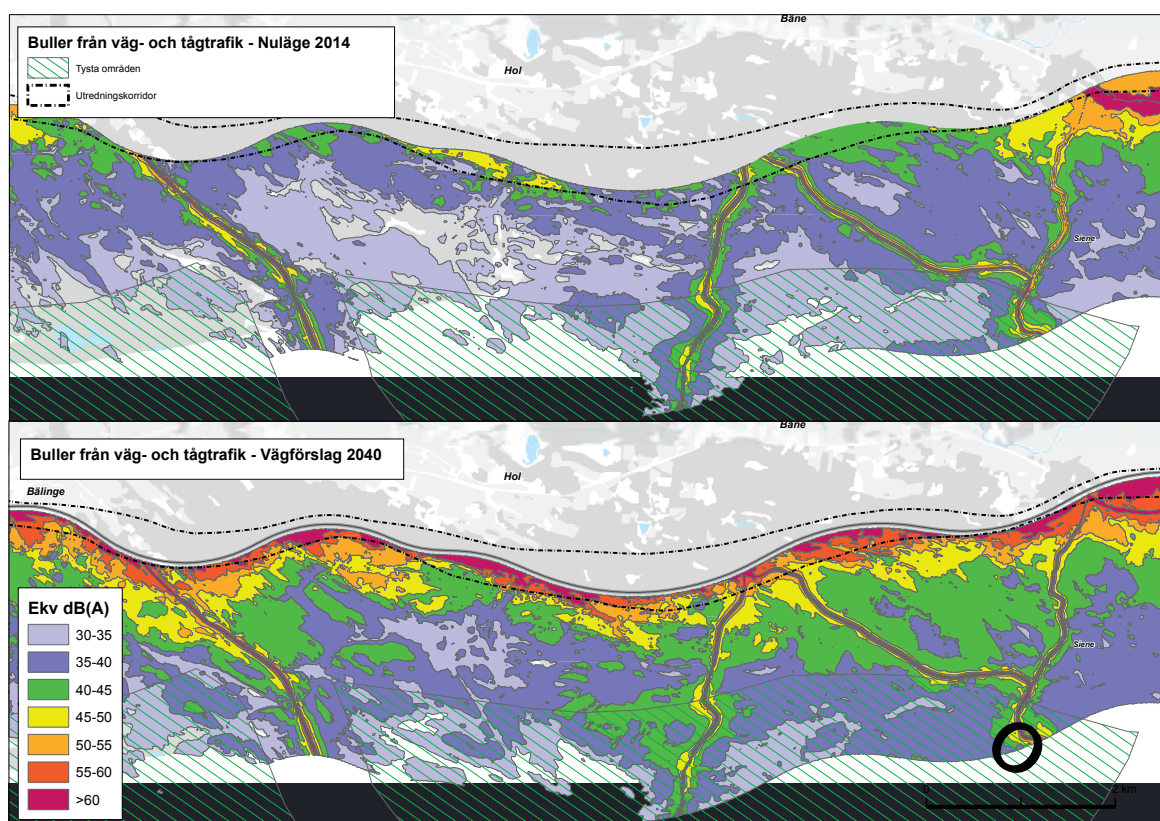 Bäne
Buller från väg- och tågtrafik - Nuläge 2014
Tysta områden
Utredningskorridor
Hol
Siene
Bäne
Buller från väg- och tågtrafik - Vägförslag 2040
Hol
Bälinge
Ekv dB(A)
30-35
35-40
40-45
45-50
50-55
55-60
>60
Siene
0 2 km